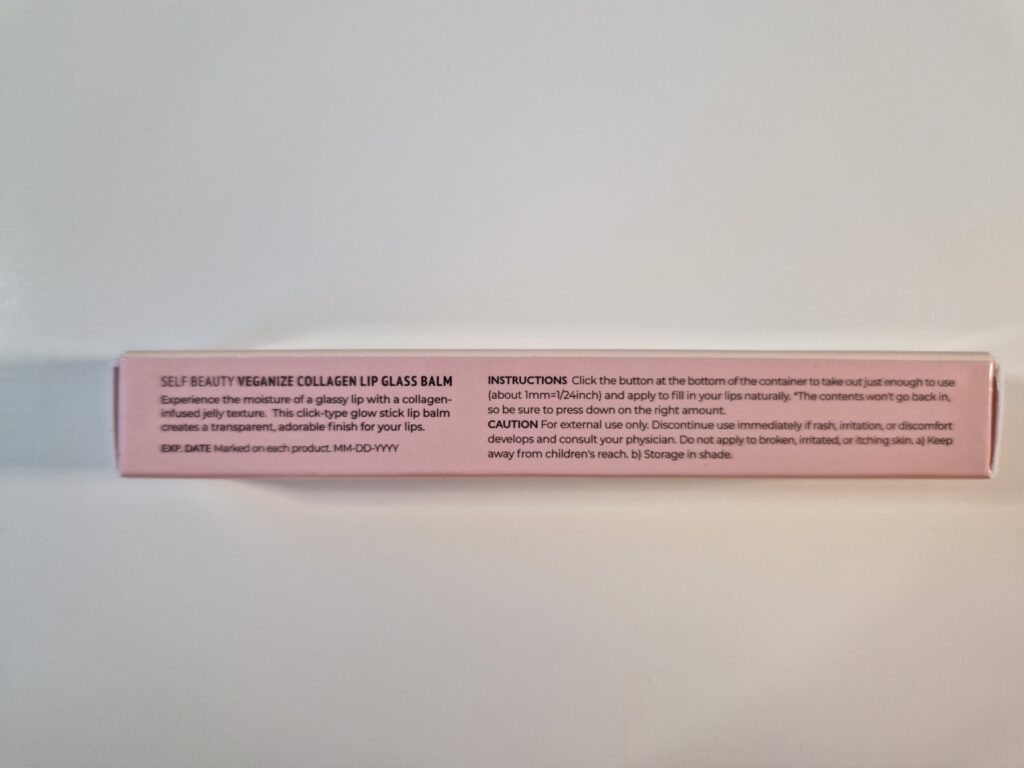 SELF BEAUTY VEGANIZE COLLAGEN LIP GLASS BALM
Experience the moisture of a glassy lip with a collagen-
infused jelly texture. This click-type glow stick lip balm
creates a transparent, adorable finish for your lips.
EXP. DATE Marked on each product. MM-DD-YYYY
INSTRUCTIONS Click the button at the bottom of the container to take out just enough to use
(about 1mm=1/24inch) and apply to fill in your lips naturally. *The contents won't go back in,
so be sure to press down on the right amount.
CAUTION For external use only. Discontinue use immediately if rash, irritation, or discomfort
develops and consult your physician. Do not apply to broken, irritated, or itching skin. a) Keep
away from children's reach. b) Storage in shade.